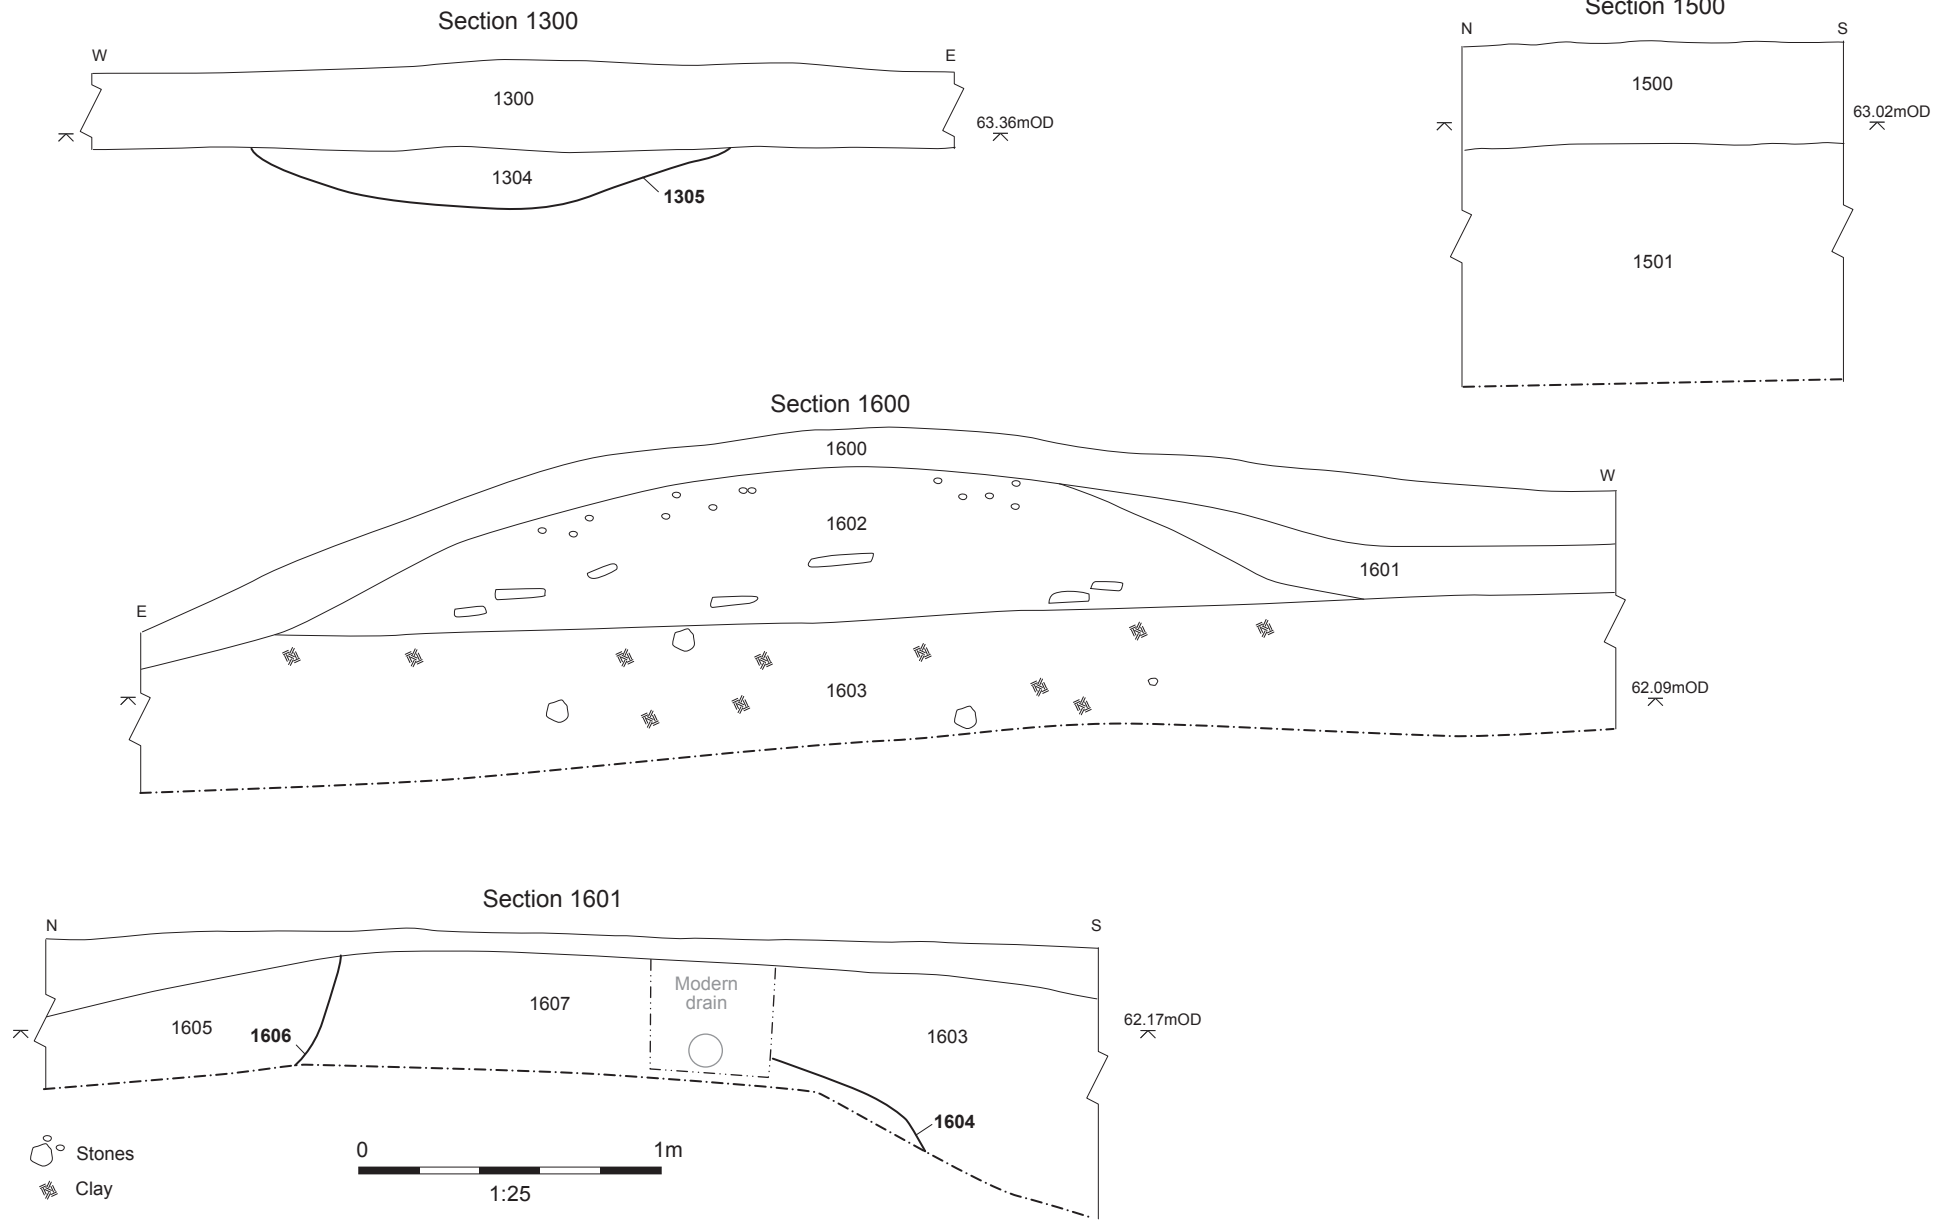 Section 1300
W
E
1300
63.36mOD
1304
1305
Section 1500
N
S
1500
63.02mOD
1501
Section 1600
1600
W
1602
1601
E
1603
62.09mOD
Section 1601
N
S
Modern
drain
1607
1605
1606
1603
62.17mOD
1604
Stones
Clay
0
1m
1:25